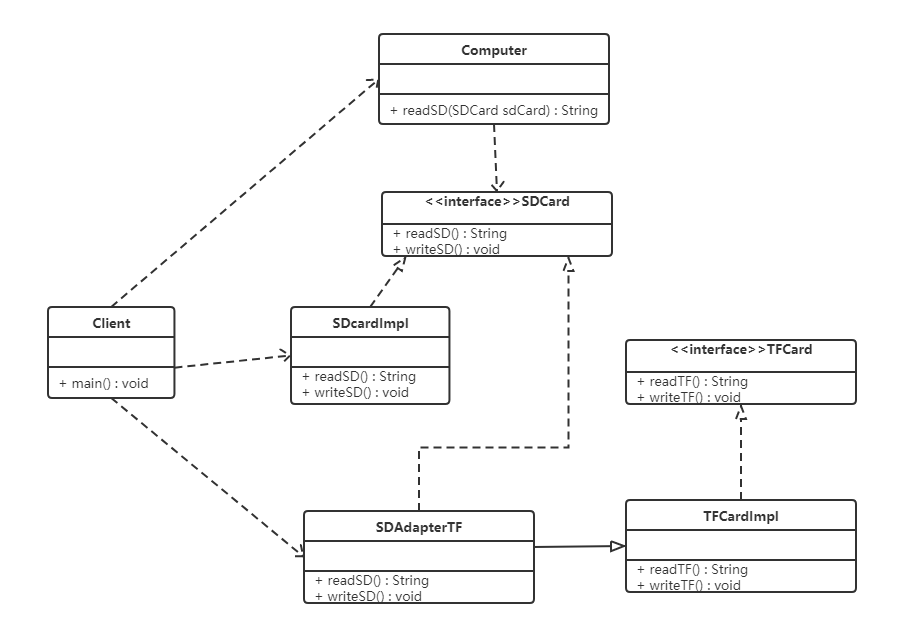 Computer
+ readSD(SDCard sdCard) : String
<<interface>>SDCard
+ readSD() : String
+ writeSD() : void
Client
+ main() : void
SDcardImpl
+ readSD() : String
+ writeSD() : void
<<interface>>TFCard
+ readTF() : String
+ writeTF() : void
SDAdapterTF
+ readSD() : String
+ writeSD() : void
TFCardImpl
+ readTF() : String
+ writeTF() : void